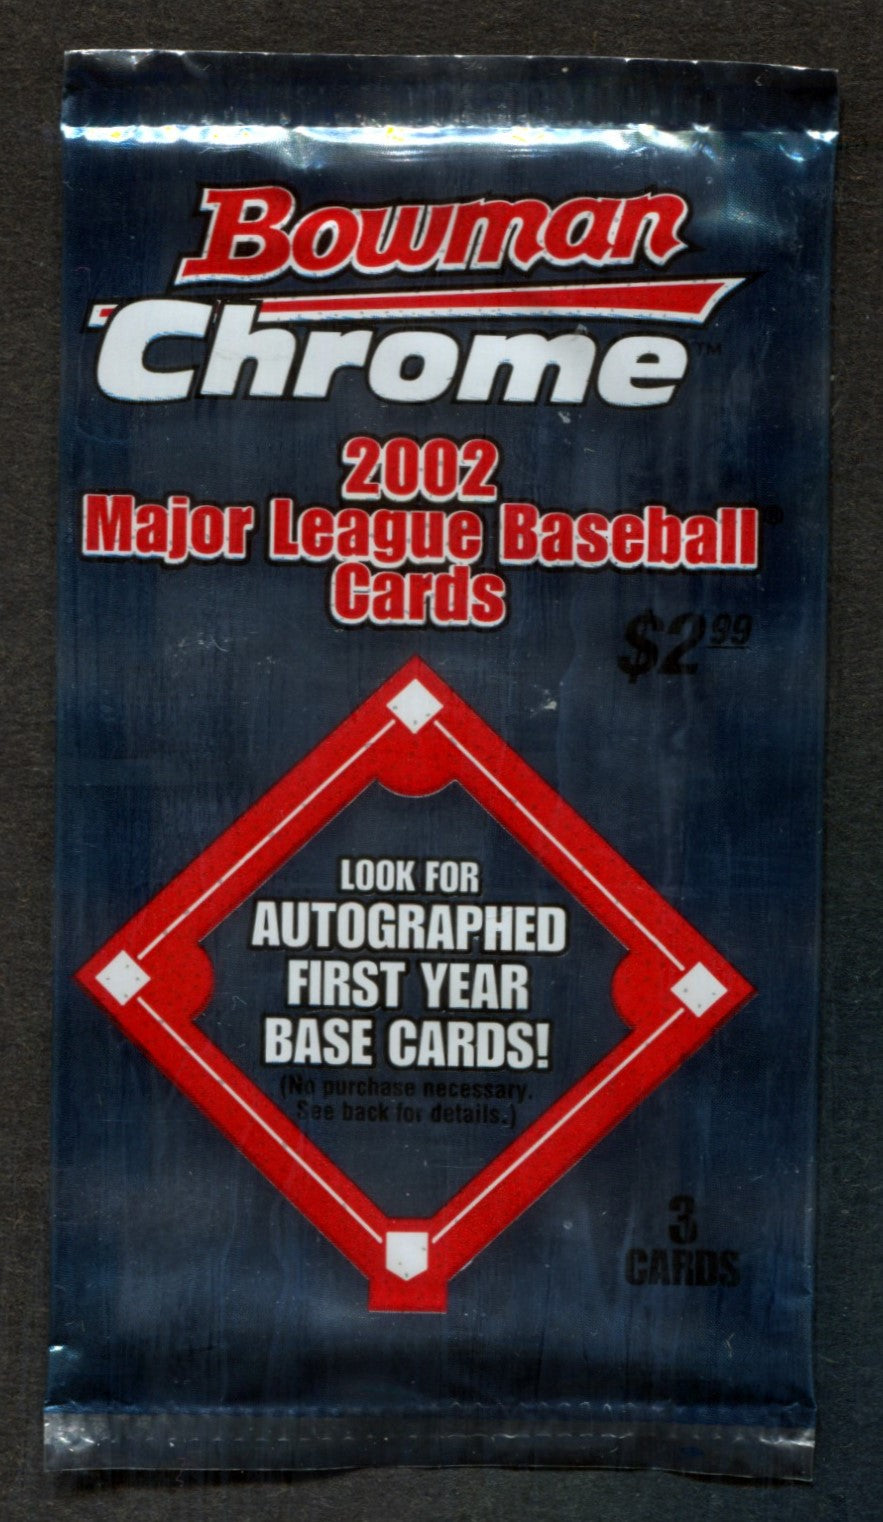 Bowman
Chrome™
2002
Major League Baseball®
Cards
$2.99
LOOK FOR
AUTOGRAPHED
FIRST YEAR
BASE CARDS!
(No purchase necessary.
See back for details.)
3
CARDS